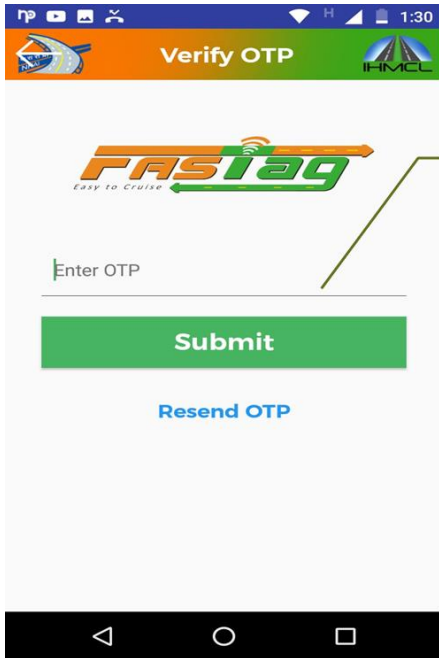 H 1:30
Verify OTP
IHMCL
FASTag
Easy to Cruise
Enter OTP
Submit
Resend OTP